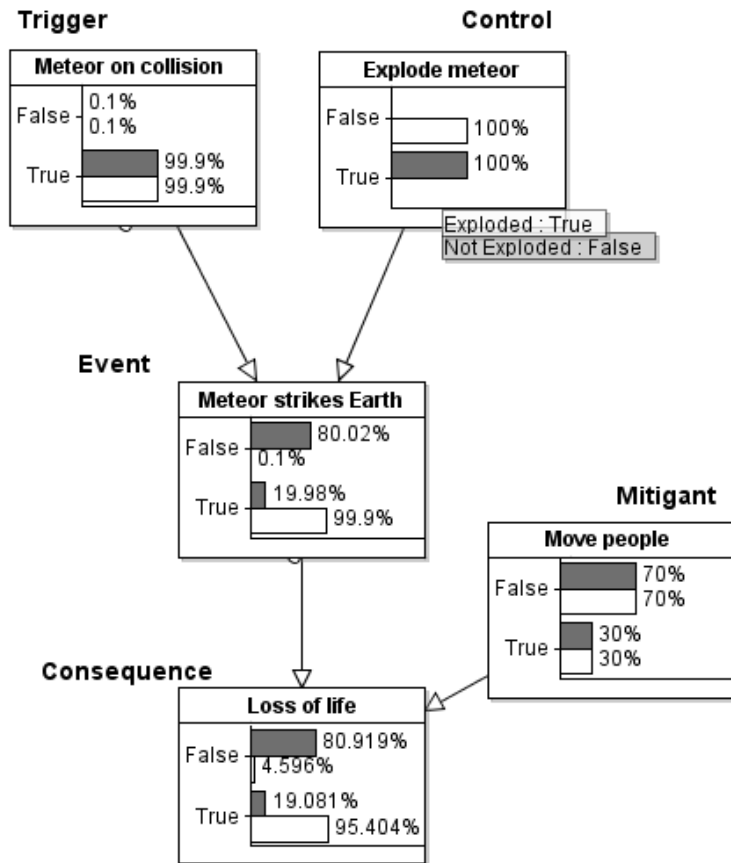 Trigger
Control
Meteor on collision
False
0.1%
0.1%
True
99.9%
99.9%
Explode meteor
False
100%
True
100%
Exploded : True
Not Exploded : False
Event
Meteor strikes Earth
False
80.02%
0.1%
True
19.98%
99.9%
Mitigant
Move people
False
70%
70%
True
30%
30%
Consequence
Loss of life
False
80.919%
4.596%
True
19.081%
95.404%